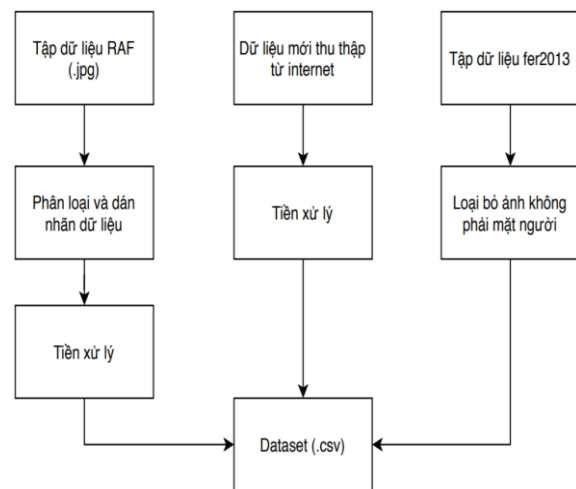 Tập dữ liệu RAF
(.jpg)
Dữ liệu mới thu thập
từ internet
Tập dữ liệu fer2013
Phân loại và dán
nhãn dữ liệu
Tiền xử lý
Loại bỏ ảnh không
phải mặt người
Tiền xử lý
Dataset (.csv)